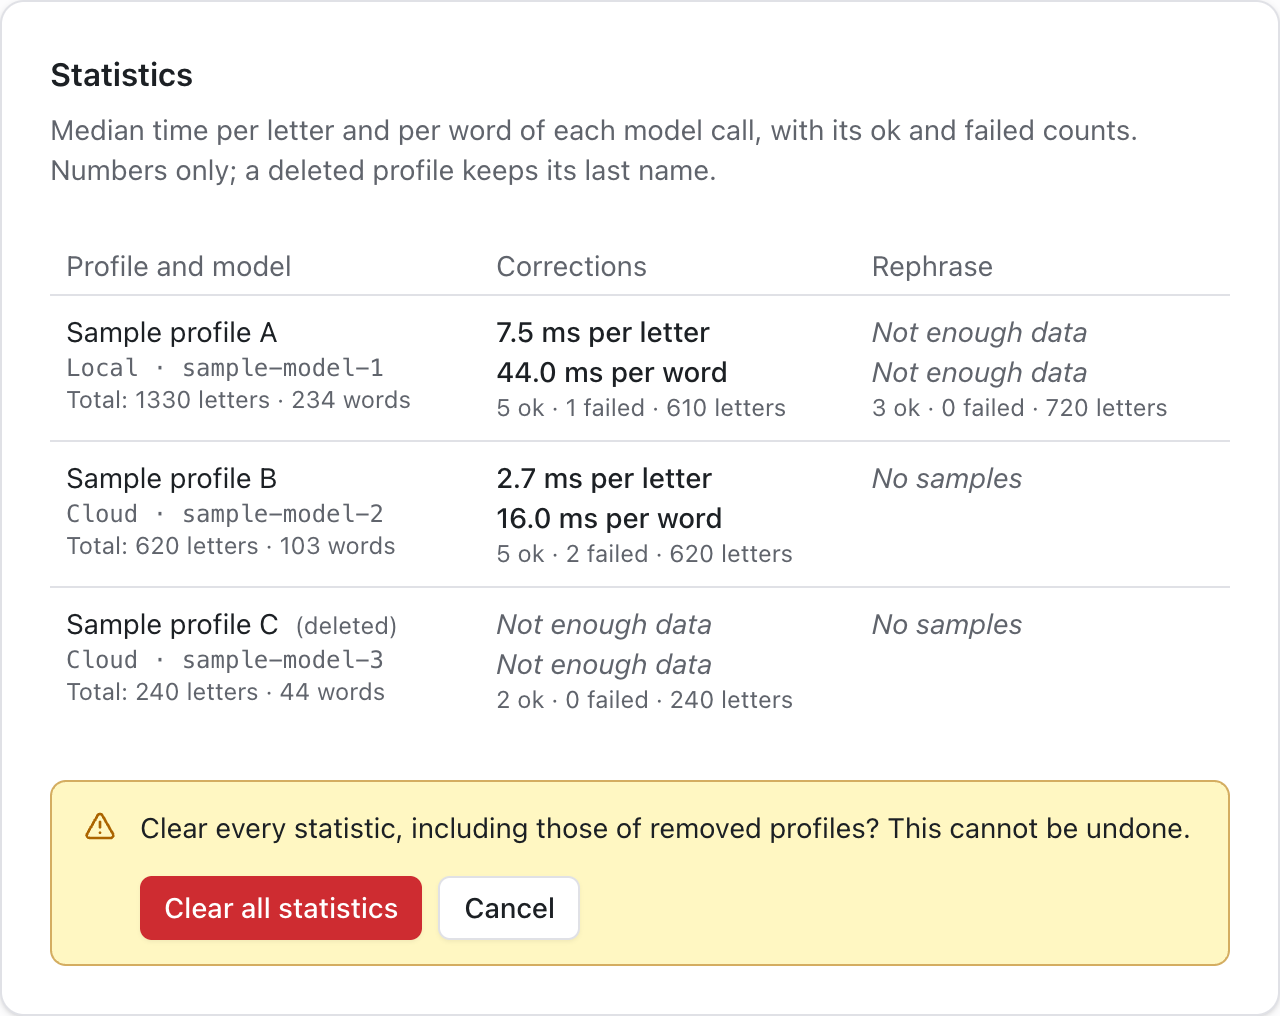 Statistics
Median time per letter and per word of each model call, with its ok and failed counts.
Numbers only; a deleted profile keeps its last name.
Profile and model Corrections Rephrase
Sample profile A 7.5 ms per letter Not enough data
Local · sample-model-1 44.0 ms per word Not enough data
Total: 1330 letters · 234 words 5 ok · 1 failed · 610 letters 3 ok · 0 failed · 720 letters
Sample profile B 2.7 ms per letter No samples
Cloud · sample-model-2 16.0 ms per word
Total: 620 letters · 103 words 5 ok · 2 failed · 620 letters
Sample profile C (deleted) Not enough data No samples
Cloud · sample-model-3 Not enough data
Total: 240 letters · 44 words 2 ok · 0 failed · 240 letters
Clear every statistic, including those of removed profiles? This cannot be undone.
Clear all statistics Cancel